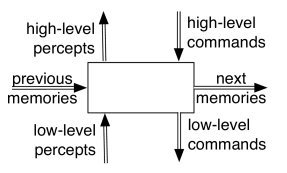 high-level
percepts
high-level
commands
previous
memories
next
memories
low-level
percepts
low-level
commands